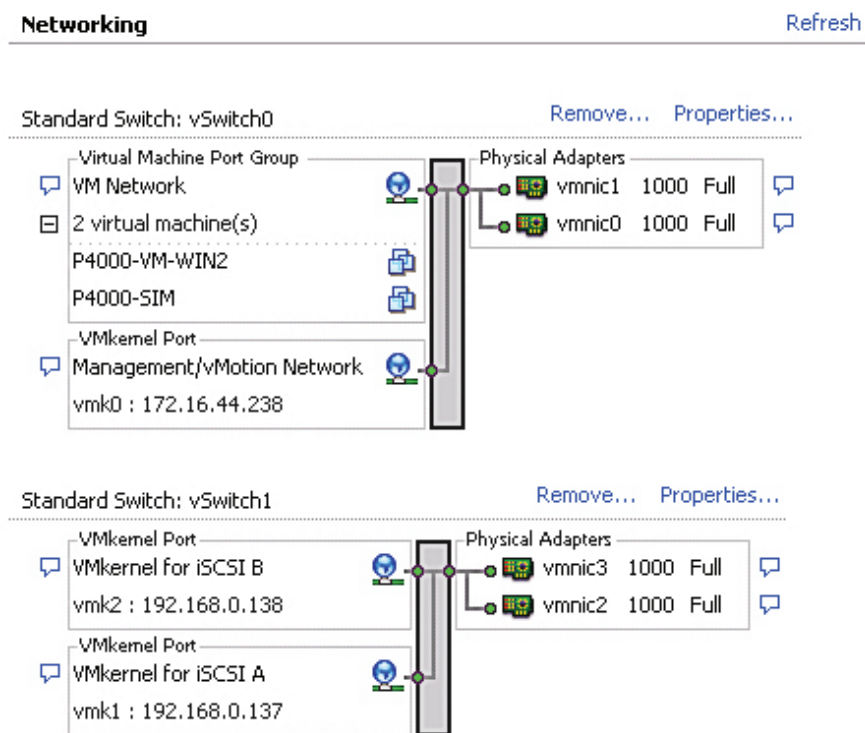 Networking
Refresh
Standard Switch: vSwitch0
Remove... Properties...
Virtual Machine Port Group
VM Network
2 virtual machine(s)
P4000-VM-WIN2
P4000-SIM
Physical Adapters
vmnic1 1000 Full
vmnic0 1000 Full
VMkernel Port
Management/vMotion Network
vmk0 : 172.16.44.238
Standard Switch: vSwitch1
Remove... Properties...
VMkernel Port
VMkernel for iSCSI B
vmk2 : 192.168.0.138
Physical Adapters
vmnic3 1000 Full
vmnic2 1000 Full
VMkernel Port
VMkernel for iSCSI A
vmk1 : 192.168.0.137